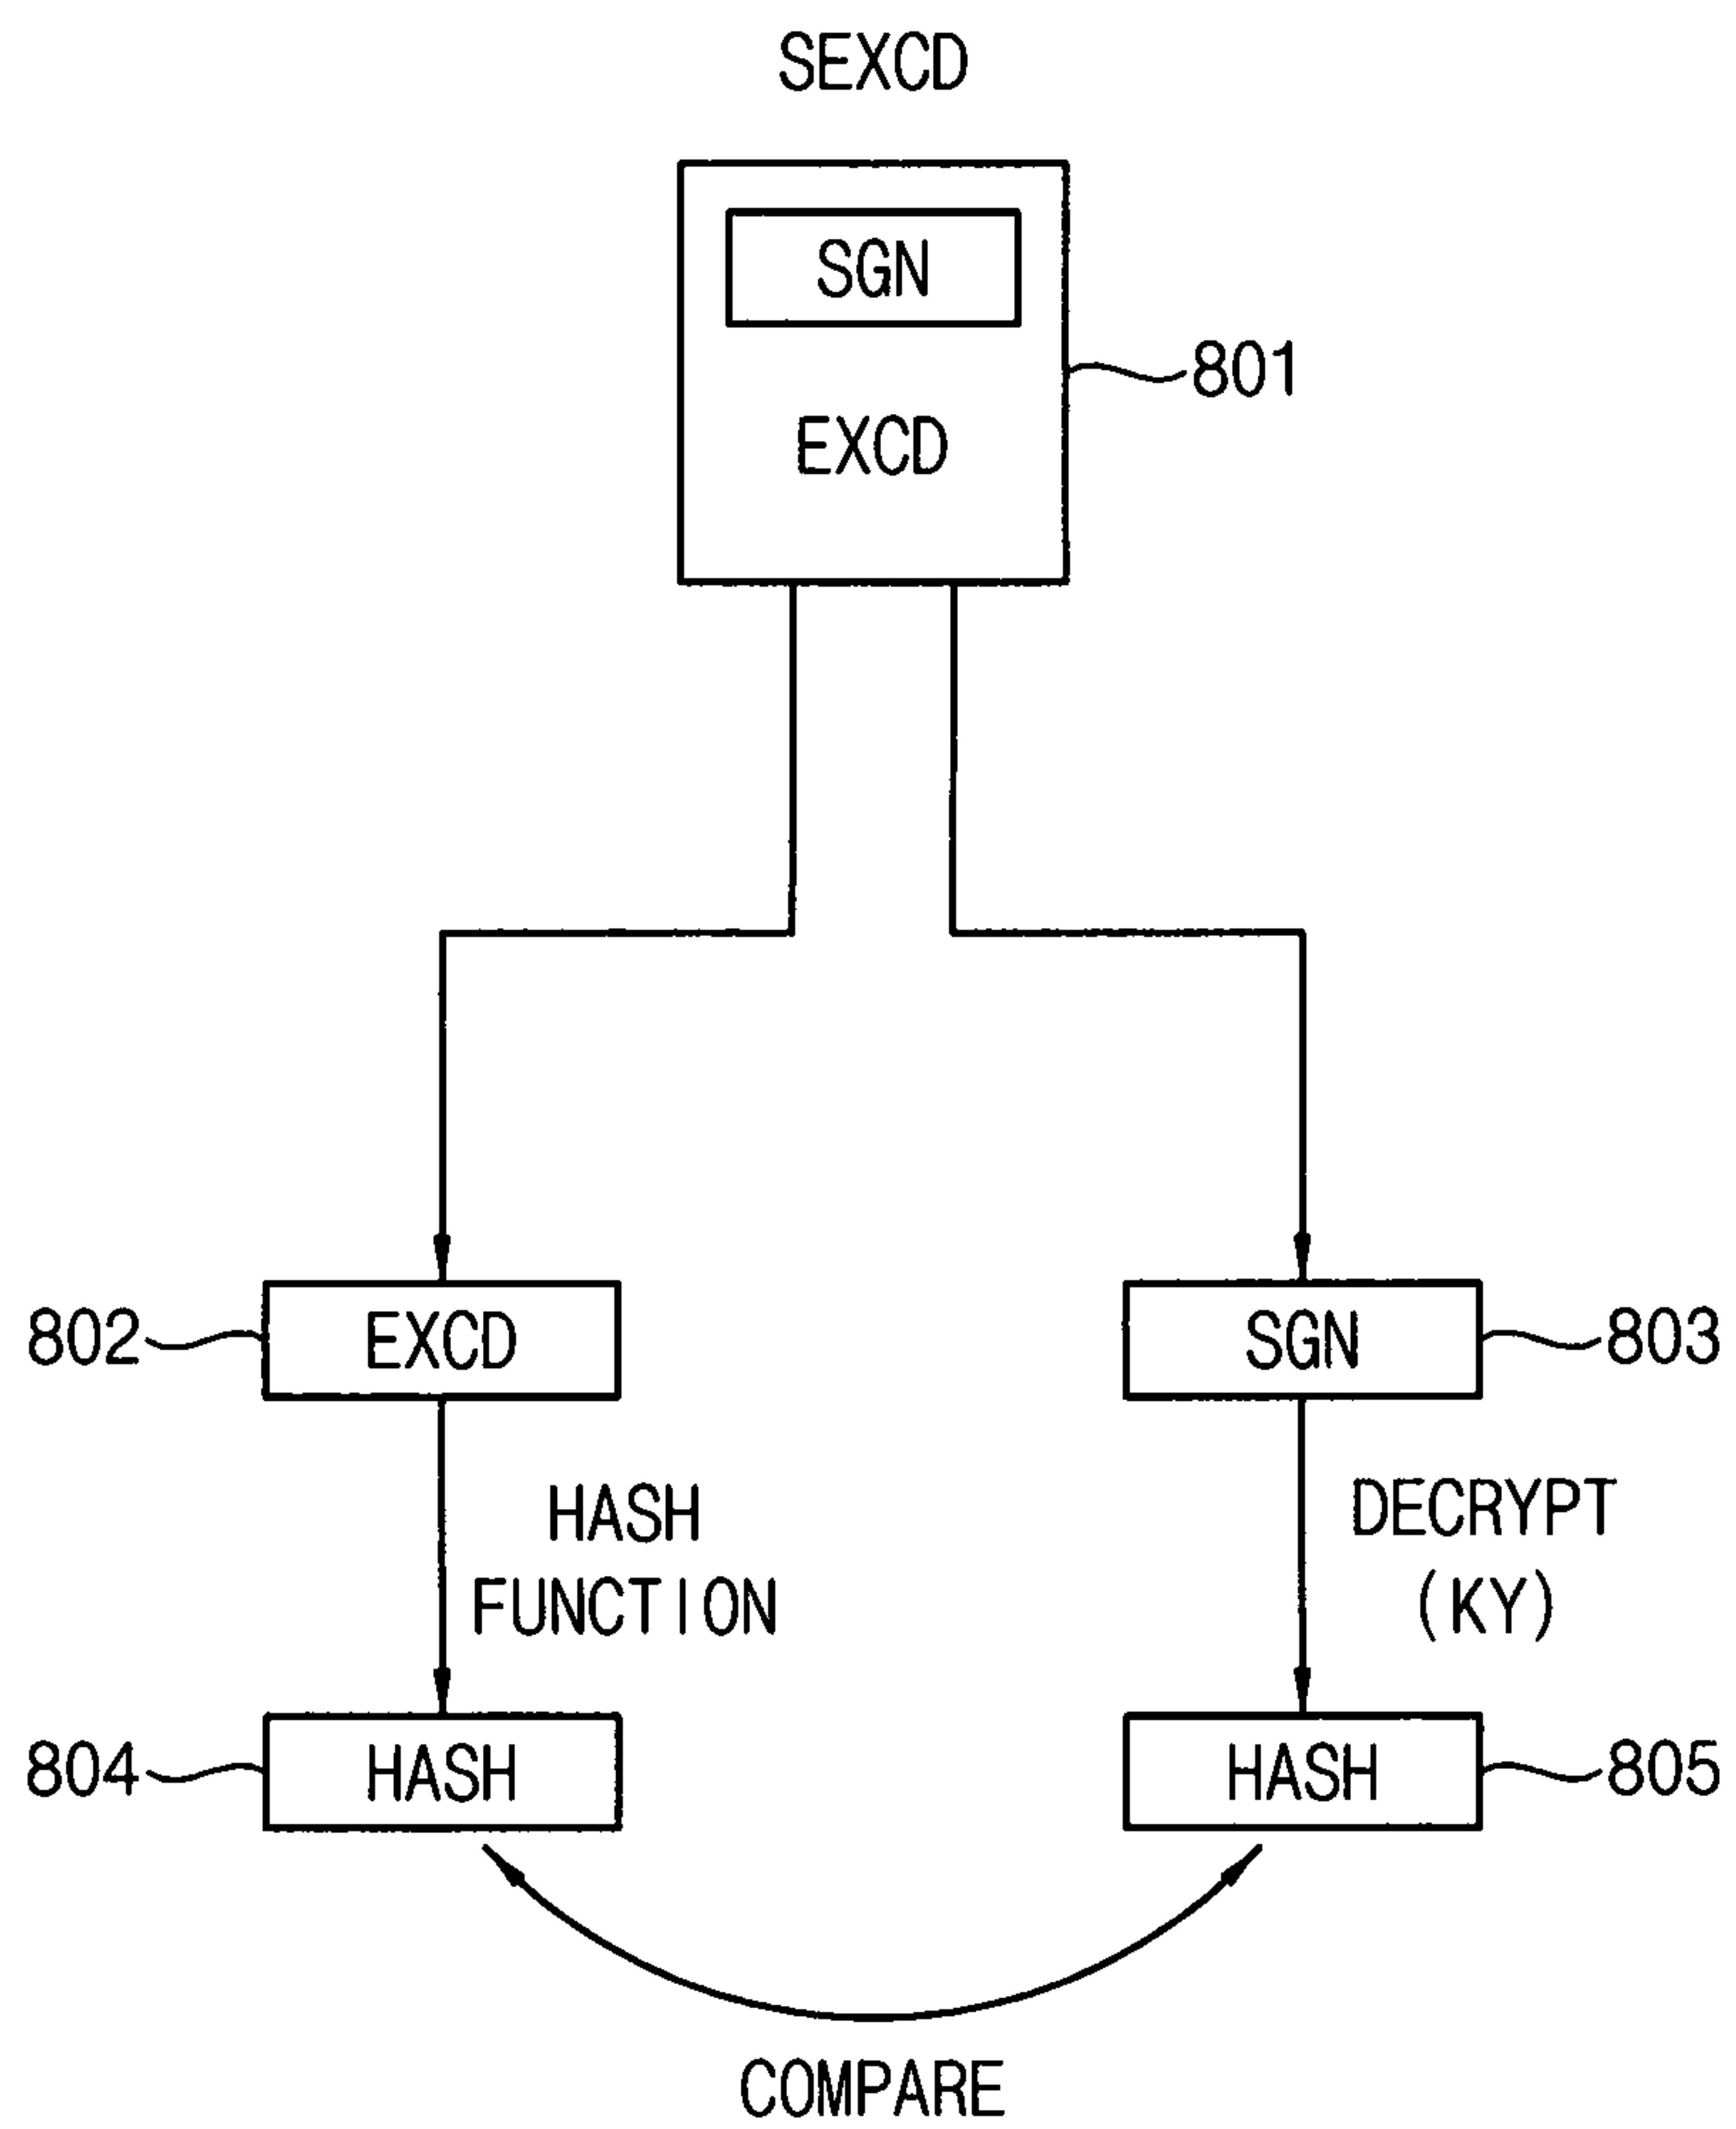 SEXCD
SGN
801
EXCD
802
EXCD
SGN
803
HASH
FUNCTION
DECRYPT
(KY)
804
HASH
HASH
805
COMPARE